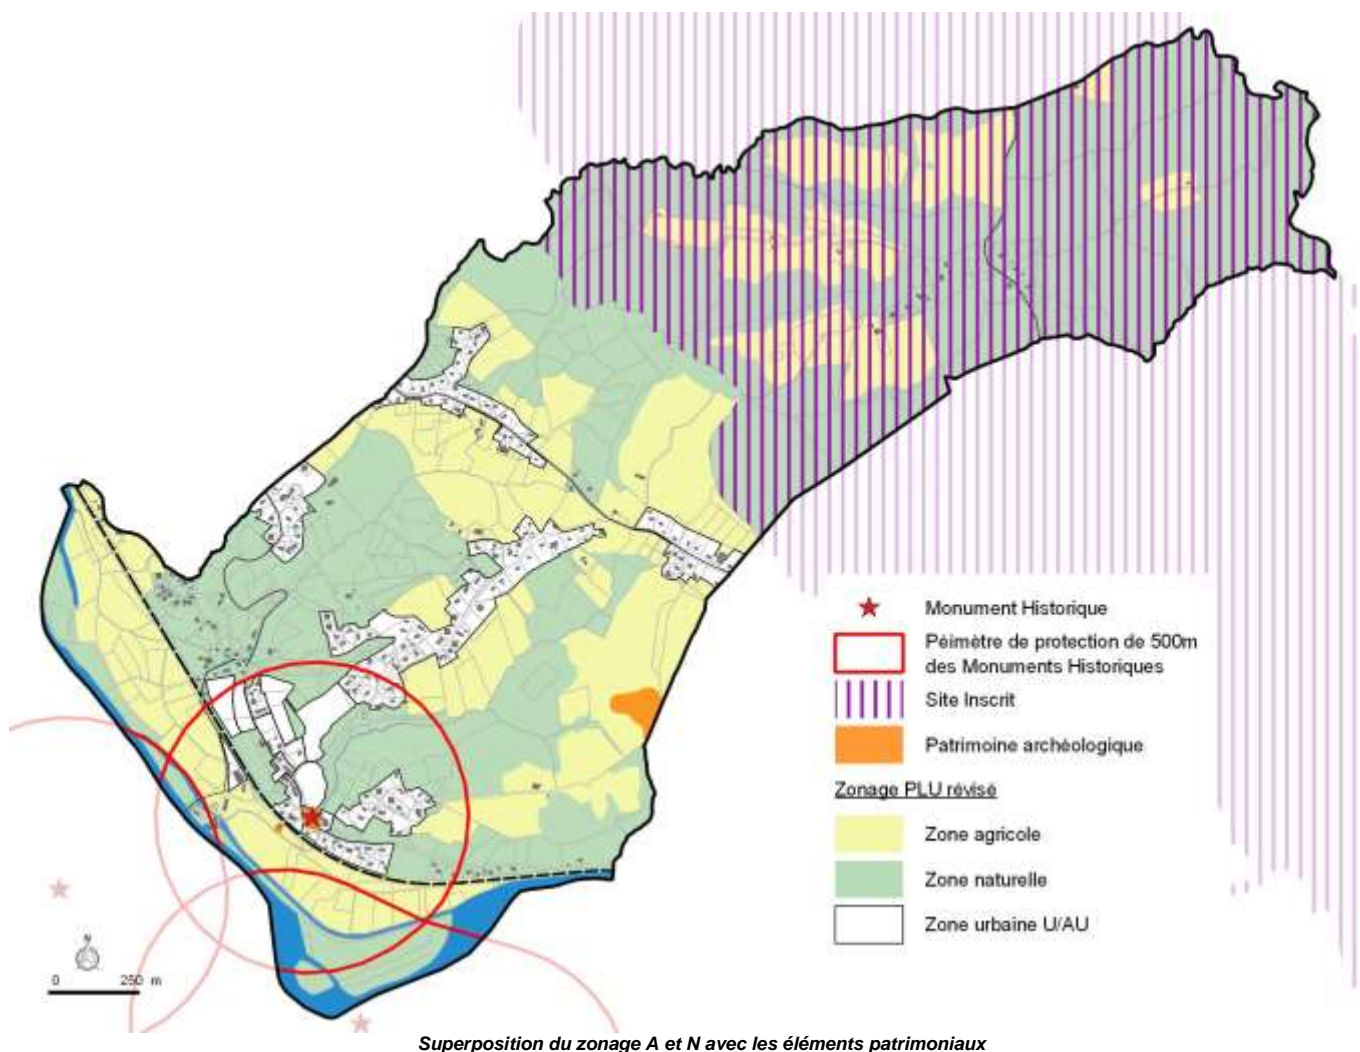 Monument Historique
Péimètre de protection de 500m
des Monuments Historiques
Site Inscrit
Patrimoine archéologique
Zonage PLU révisé
Zone agricole
Zone naturelle
Zone urbaine U/AU
N
0 250 m
Superposition du zonage A et N avec les éléments patrimoniaux